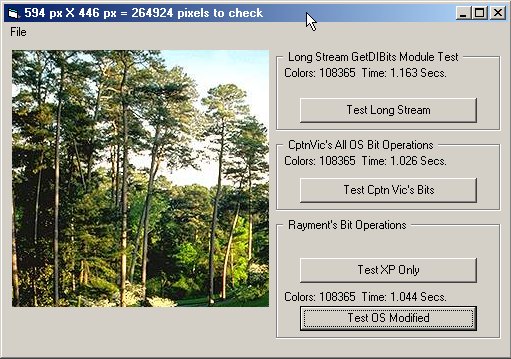 594 px X 446 px = 264924 pixels to check
File
Long Stream GetDIBits Module Test
Colors: 108365 Time: 1.163 Secs.
Test Long Stream
CptnVic's All OS Bit Operations
Colors: 108365 Time: 1.026 Secs.
Test Cptn Vic's Bits
Rayment's Bit Operations
Test XP Only
Colors: 108365 Time: 1.044 Secs.
Test OS Modified